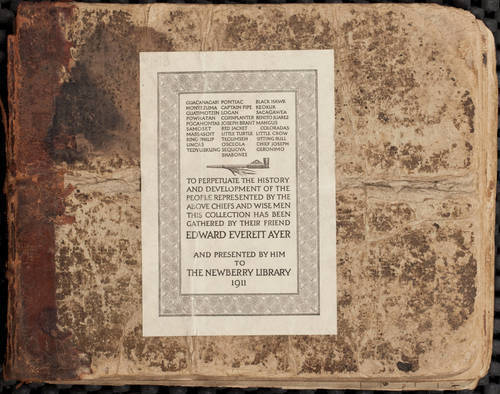 GUACANAGARI PONTIAC BLACK HAWK
MONTEZUMA CAPTAIN PIPE KEOKUK
GUATIMOTZIN LOGAN SACAGAWEA
POWHATAN CORNPLANTER BENITO JUAREZ
POCAHONTAS JOSEPH BRANT MANGUS
SAMOSET RED JACKET COLORADAS
MASSASOIT LITTLE TURTLE LITTLE CROW
KING PHILIP TECUMSEH SITTING BULL
UNCAS OSCEOLA CHIEF JOSEPH
TEDYUSKUNG SEQUOYA GERONIMO
SHABONEE
TO PERPETUATE THE HISTORY
AND DEVELOPMENT OF THE
PEOPLE REPRESENTED BY THE
ABOVE CHIEFS AND WISE MEN
THIS COLLECTION HAS BEEN
GATHERED BY THEIR FRIEND
EDWARD EVERETT AYER
AND PRESENTED BY HIM
TO
THE NEWBERRY LIBRARY
1911